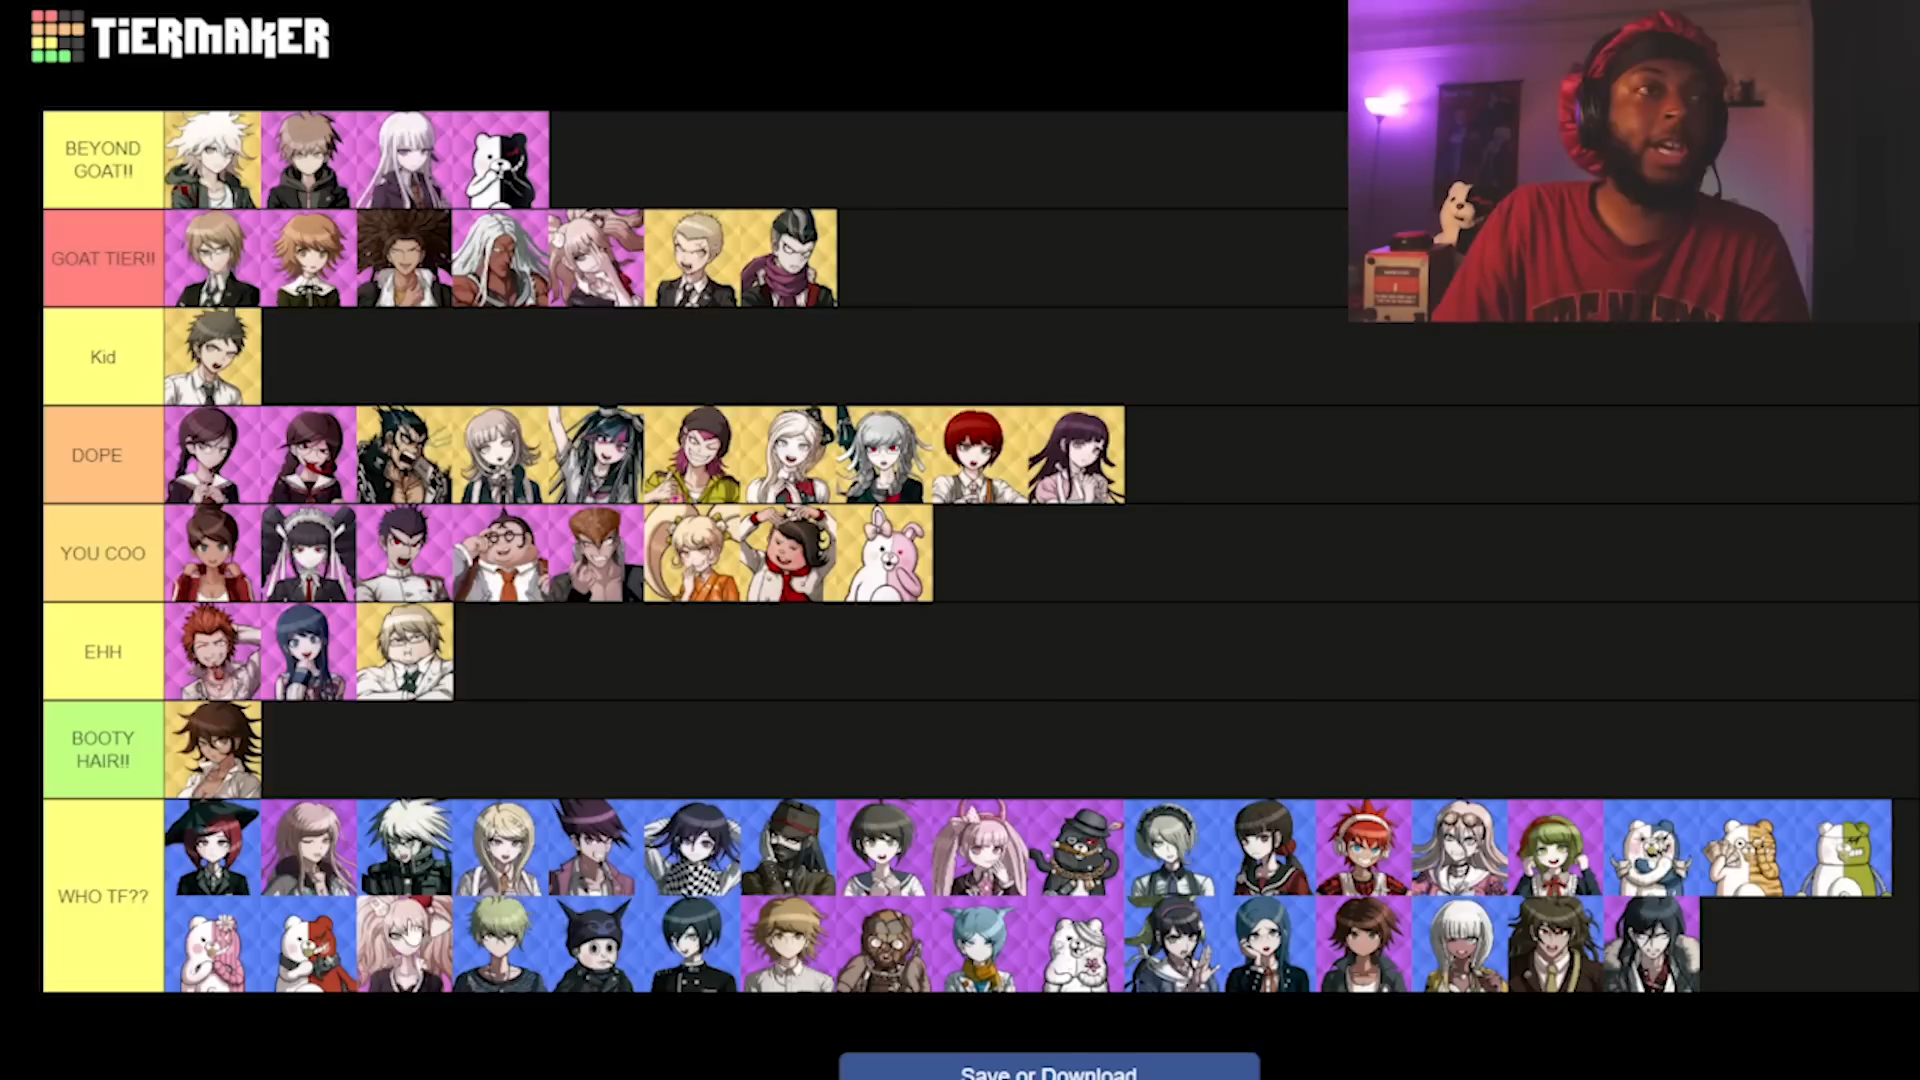 TiERMAKER
BEYOND
GOAT!!
GOAT TIER!!
Kid
DOPE
YOU COO
EHH
BOOTY
HAIR!!
WHO TF??
Save or Download